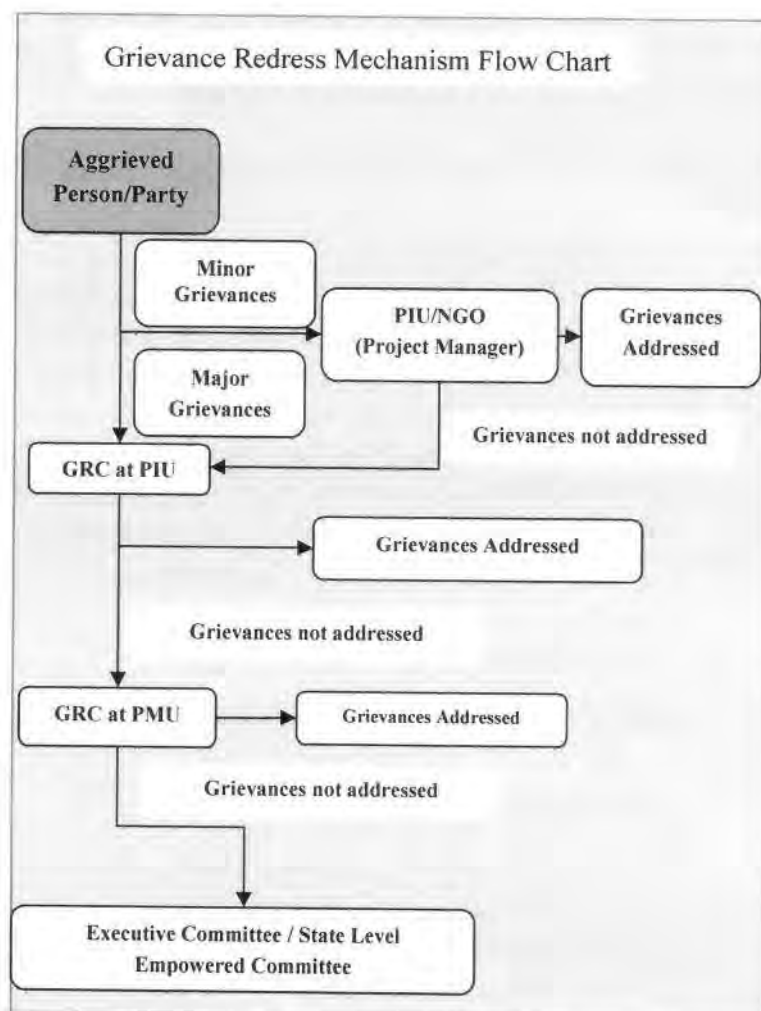 Grievance Redress Mechanism Flow Chart
Aggrieved
Person/Party
Minor
Grievances
PIU/NGO
(Project Manager)
Grievances
Addressed
Major
Grievances
Grievances not addressed
GRC at PIU
Grievances Addressed
Grievances not addressed
GRC at PMU
Grievances Addressed
Grievances not addressed
Executive Committee / State Level
Empowered Committee